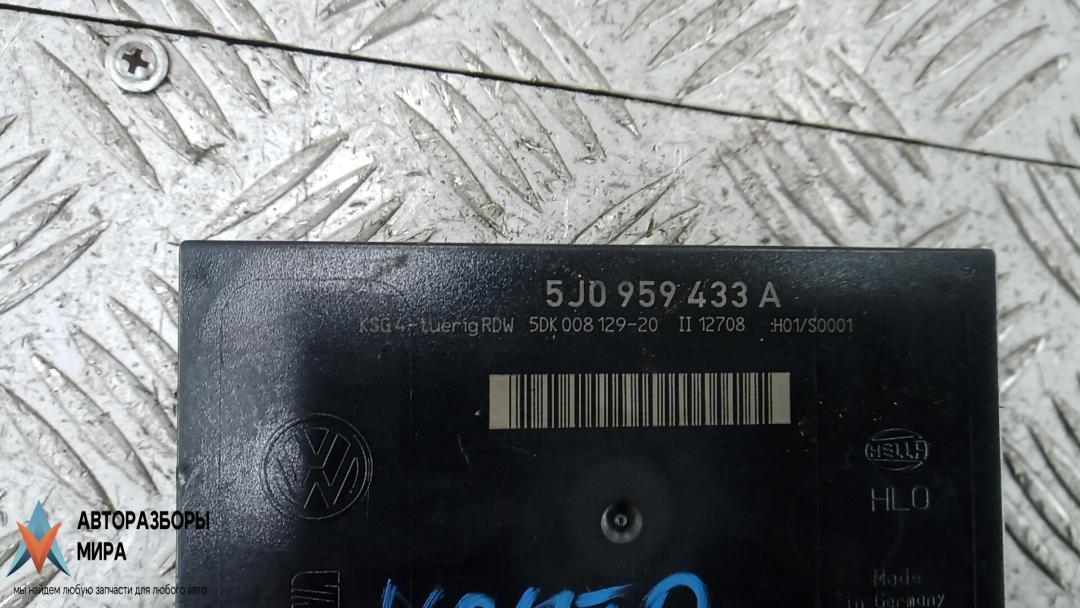 5J0 959 433 A
KSG 4-tuerig RDW 5DK 008 129-20 II 12708 :H01/S0001
HELLA
HLO
Made
in Germany
АВТОРАЗБОРЫ
МИРА
мы найдем любую запчасти для любого авто